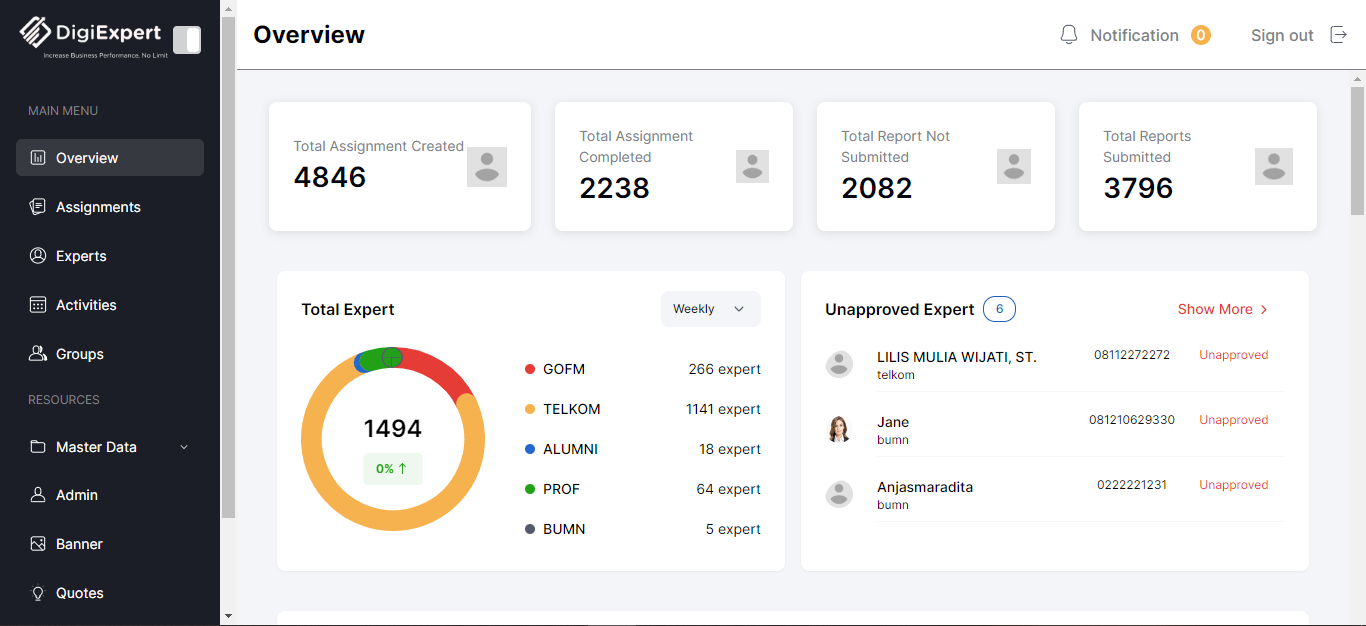 DigiExpert
Increase Business Performance, No Limit
MAIN MENU
Overview
Assignments
Experts
Activities
Groups
RESOURCES
Master Data
Admin
Banner
Quotes
Overview
Notification 0
Sign out
Total Assignment Created
4846
Total Assignment
Completed
2238
Total Report Not
Submitted
2082
Total Reports
Submitted
3796
Total Expert
Weekly
1494
0% ↑
GOFM 266 expert
TELKOM 1141 expert
ALUMNI 18 expert
PROF 64 expert
BUMN 5 expert
Unapproved Expert 6
Show More
LILIS MULIA WIJATI, ST. 08112272272 Unapproved
telkom
Jane 081210629330 Unapproved
bumn
Anjasmaradita 0222221231 Unapproved
bumn